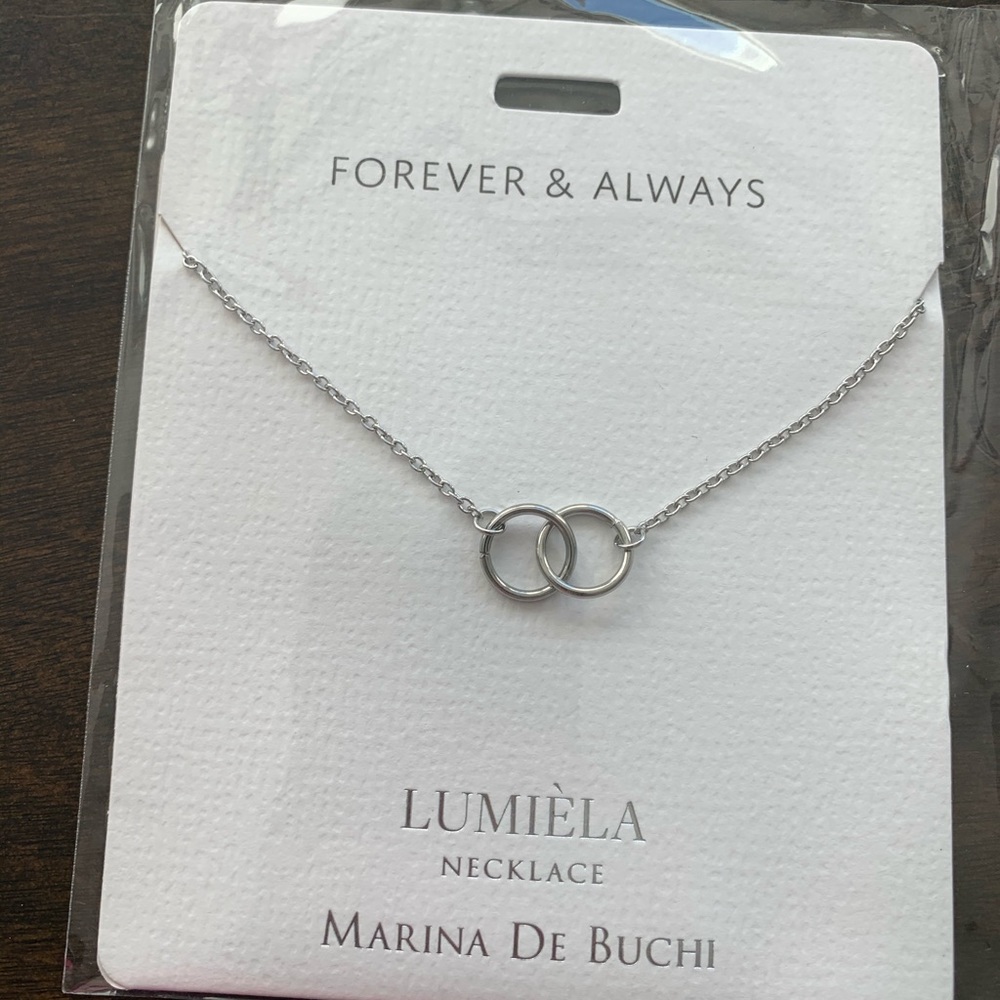 FOREVER & ALWAYS
LUMIÈLA
NECKLACE
MARINA DE BUCHI